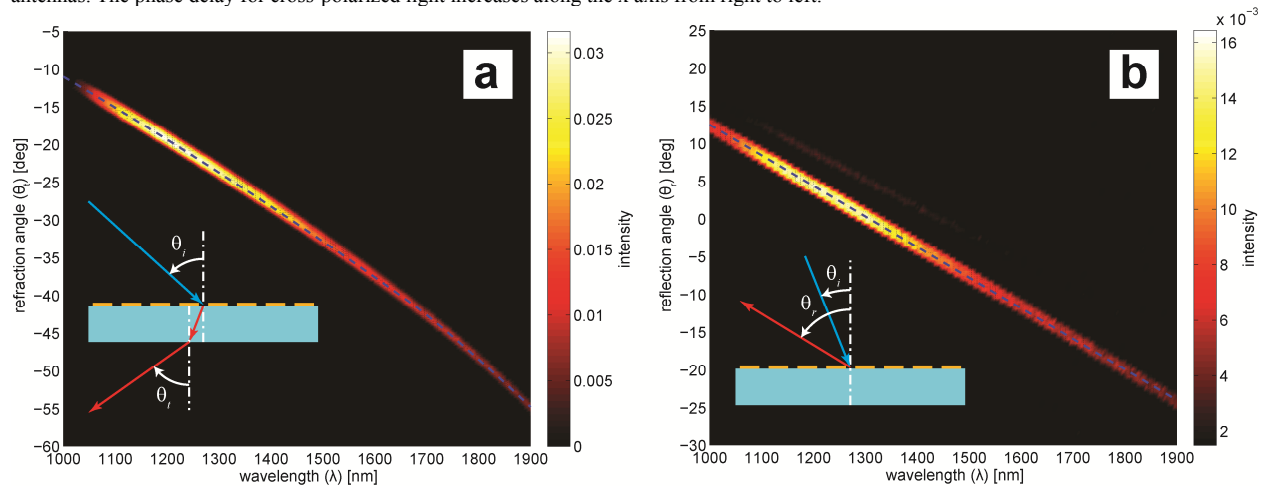 antennas. The phase delay for cross-polarized light increases along the x axis from right to left.
a
refraction angle (θt) [deg]
−5
−10
−15
−20
−25
−30
−35
−40
−45
−50
−55
−60
1000 1100 1200 1300 1400 1500 1600 1700 1800 1900
wavelength (λ) [nm]
θi
θt
0.03
0.025
0.02
0.015
0.01
0.005
0
intensity
b
reflection angle (θr) [deg]
25
20
15
10
5
0
−5
−10
−15
−20
−25
−30
1000 1100 1200 1300 1400 1500 1600 1700 1800 1900
wavelength (λ) [nm]
θi
θr
x 10⁻³
16
14
12
10
8
6
4
2
intensity